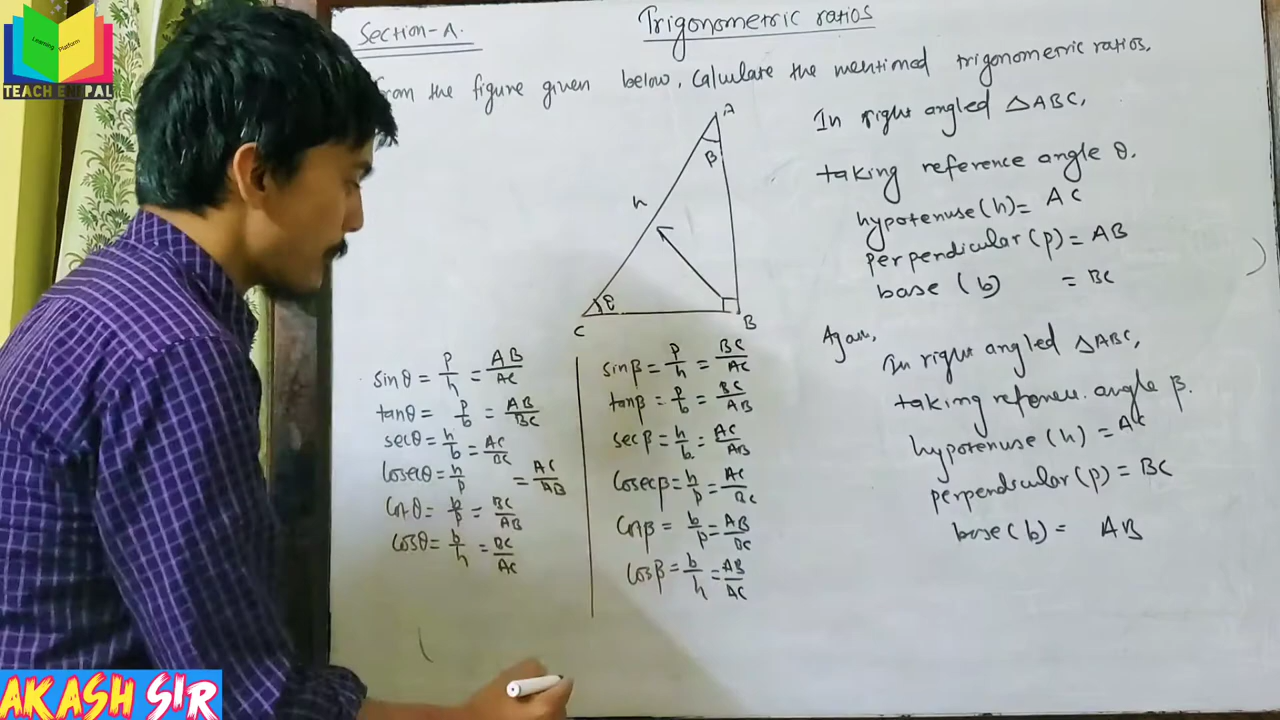 Learning Platform
TEACH NEPAL
Section-A.
Trigonometric ratios
From the figure given below, Calculate the mentioned trigonometric ratios.
A
β
h
θ
C
B
In right angled △ABC,
taking reference angle θ.
hypotenuse(h)= AC
perpendicular(p)= AB
base (b) = BC
Again,
In right angled △ABC,
taking refence. angle β.
hypotenuse(h) = AC
perpendicular(p) = BC
base(b) = AB
sinθ = p/h = AB/AC
tanθ = p/b = AB/BC
secθ = h/b = AC/BC
Cosecθ = h/p = AC/AB
Cotθ = b/p = BC/AB
Cosθ = b/h = BC/AC
sinβ = p/h = BC/AC
tanβ = p/b = BC/AB
secβ = h/b = AC/AB
Cosecβ = h/p = AC/BC
Cotβ = b/p = AB/BC
Cosβ = b/h = AB/AC
AKASH SIR